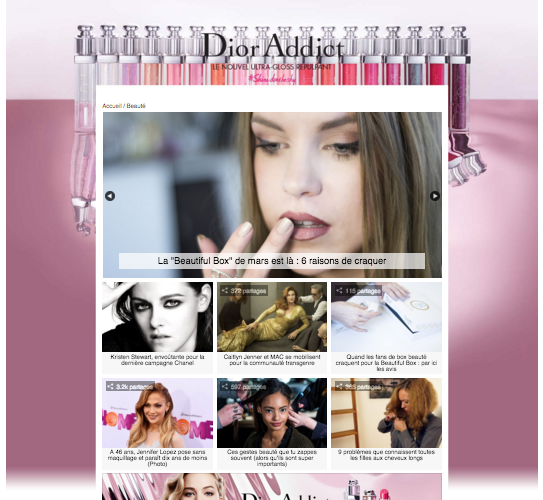 Dior Addict
LE NOUVEL ULTRA-GLOSS REPULPANT
Accueil / Beauté
La "Beautiful Box" de mars est là : 6 raisons de craquer
372 partages
115 partages
Kristen Stewart, envoûtante pour la
dernière campagne Chanel
Caitlyn Jenner et MAC se mobilisent
pour la communauté transgenre
Quand les fans de box beauté
craquent pour la Beautiful Box : par ici
les avis
3.2k partages
597 partages
365 partages
HOME
HOME
A 46 ans, Jennifer Lopez pose sans
maquillage et paraît dix ans de moins
(Photo)
Ces gestes beauté que tu zappes
souvent (alors qu'ils sont super
importants)
9 problèmes que connaissent toutes
les filles aux cheveux longs
Dior Addict